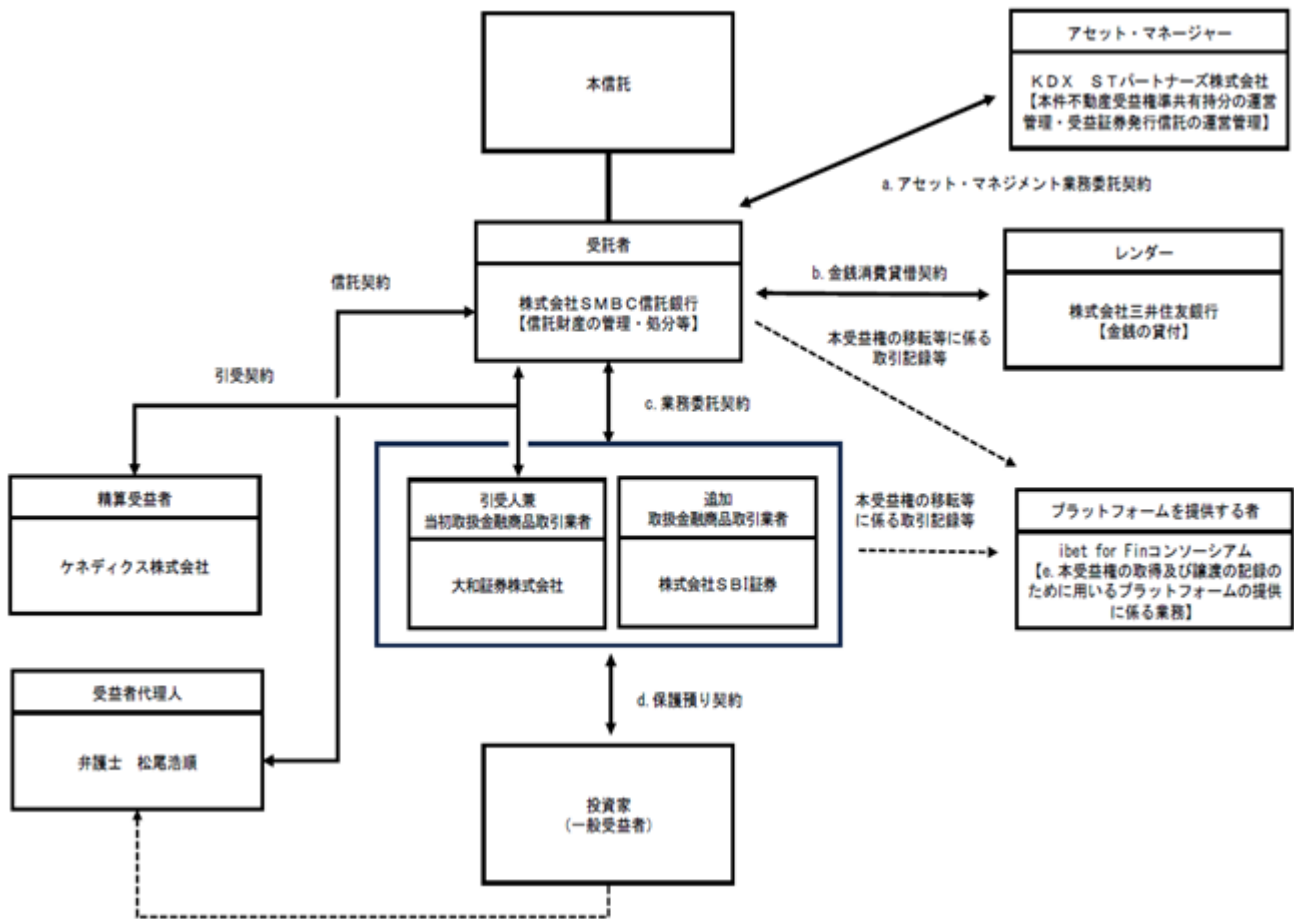 本信託
アセット・マネージャー
KDX STパートナーズ株式会社
【本件不動産受益権準共有持分の運営
管理・受益証券発行信託の運営管理】
a.アセット・マネジメント業務委託契約
受託者
株式会社SMBC信託銀行
【信託財産の管理・処分等】
信託契約
b.金銭消費貸借契約
レンダー
株式会社三井住友銀行
【金銭の貸付】
本受益権の移転等に係る
取引記録等
引受契約
c.業務委託契約
精算受益者
ケネディクス株式会社
引受人兼
当初取扱金融商品取引業者
大和証券株式会社
追加
取扱金融商品取引業者
株式会社SBI証券
本受益権の移転等
に係る取引記録等
プラットフォームを提供する者
ibet for Finコンソーシアム
【e.本受益権の取得及び譲渡の記録の
ために用いるプラットフォームの提供
に係る業務】
受益者代理人
弁護士 松尾浩順
d.保護預り契約
投資家
(一般受益者)